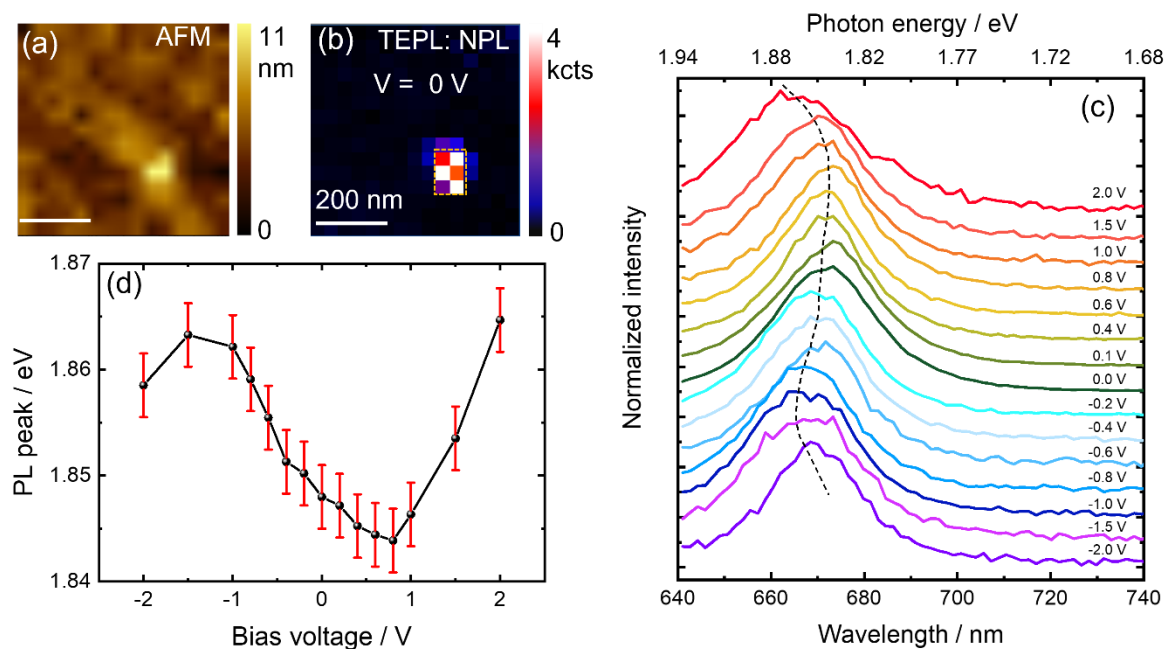 (a)
AFM
11
nm
0
(b)
TEPL: NPL
V = 0 V
200 nm
4
kcts
0
Photon energy / eV
1.94 1.88 1.82 1.77 1.72 1.68
(c)
Normalized intensity
2.0 V
1.5 V
1.0 V
0.8 V
0.6 V
0.4 V
0.1 V
0.0 V
-0.2 V
-0.4 V
-0.6 V
-0.8 V
-1.0 V
-1.5 V
-2.0 V
640 660 680 700 720 740
Wavelength / nm
(d)
PL peak / eV
1.87
1.86
1.85
1.84
-2 -1 0 1 2
Bias voltage / V